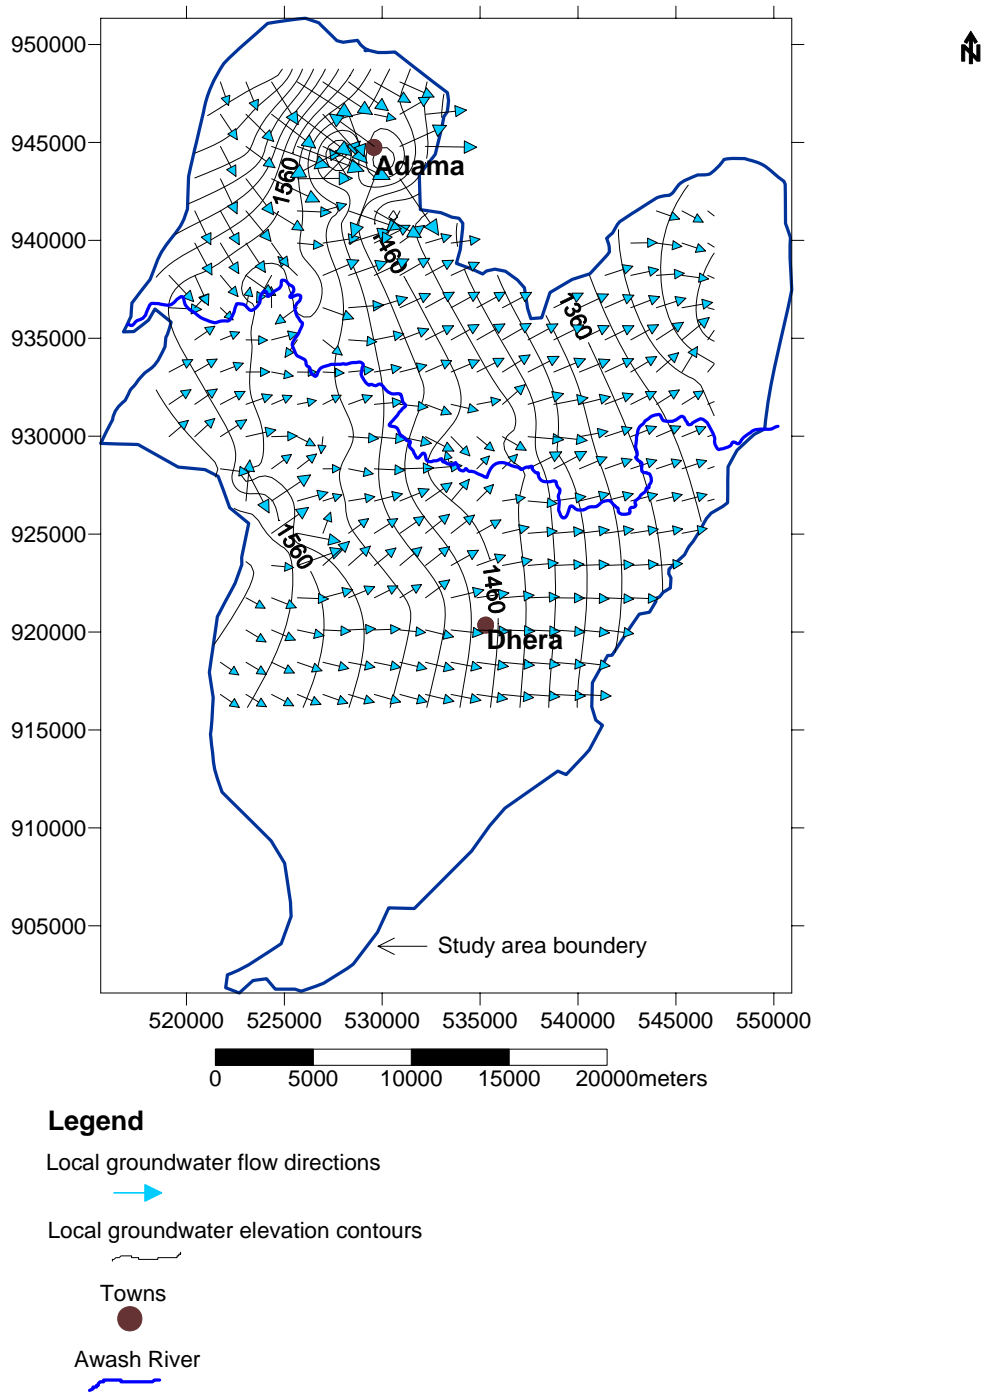 950000
N
945000
Adama
1560
940000
1460
935000
1360
930000
925000
1560
1460
920000
Dhera
915000
910000
905000
Study area boundery
520000 525000 530000 535000 540000 545000 550000
0 5000 10000 15000 20000meters
Legend
Local groundwater flow directions
Local groundwater elevation contours
Towns
Awash River